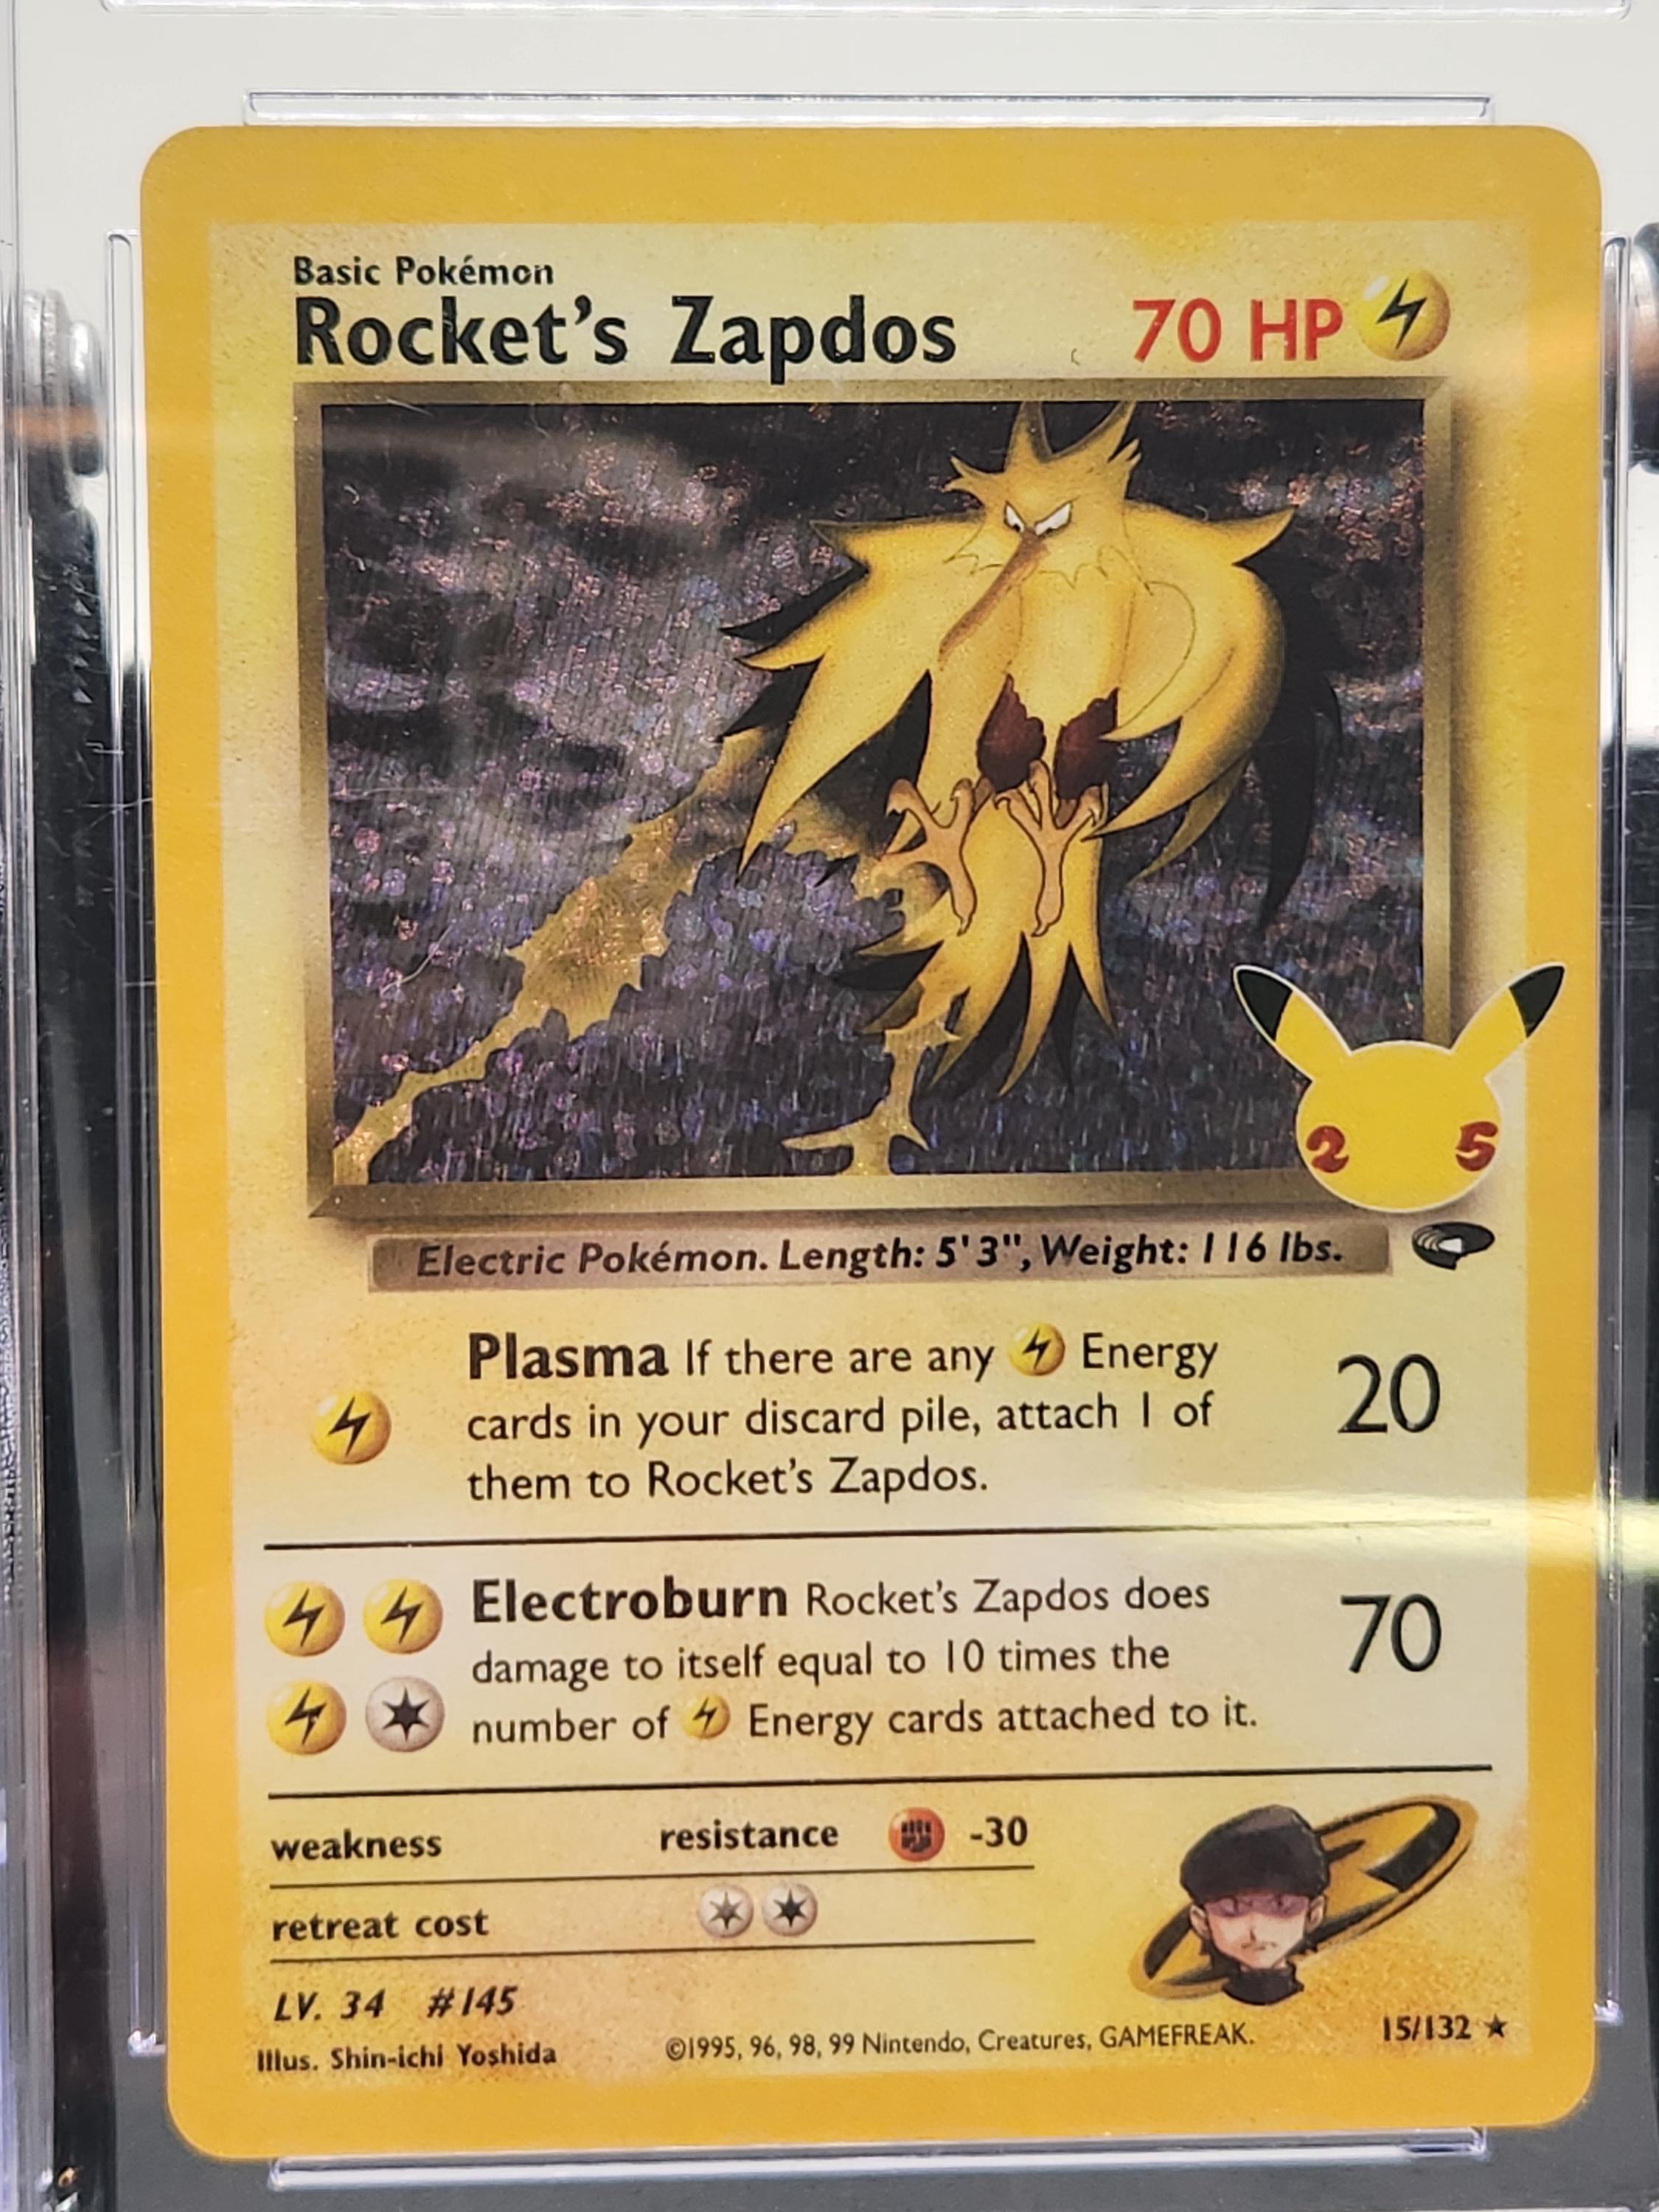 Basic Pokémon
Rocket's Zapdos 70 HP
2 5
Electric Pokémon. Length: 5'3", Weight: 116 lbs.
Plasma If there are any Energy
cards in your discard pile, attach 1 of
them to Rocket's Zapdos.
20
Electroburn Rocket's Zapdos does
damage to itself equal to 10 times the
number of Energy cards attached to it.
70
weakness resistance -30
retreat cost
LV. 34 #145
Illus. Shin-ichi Yoshida ©1995, 96, 98, 99 Nintendo, Creatures, GAMEFREAK. 15/132 ★